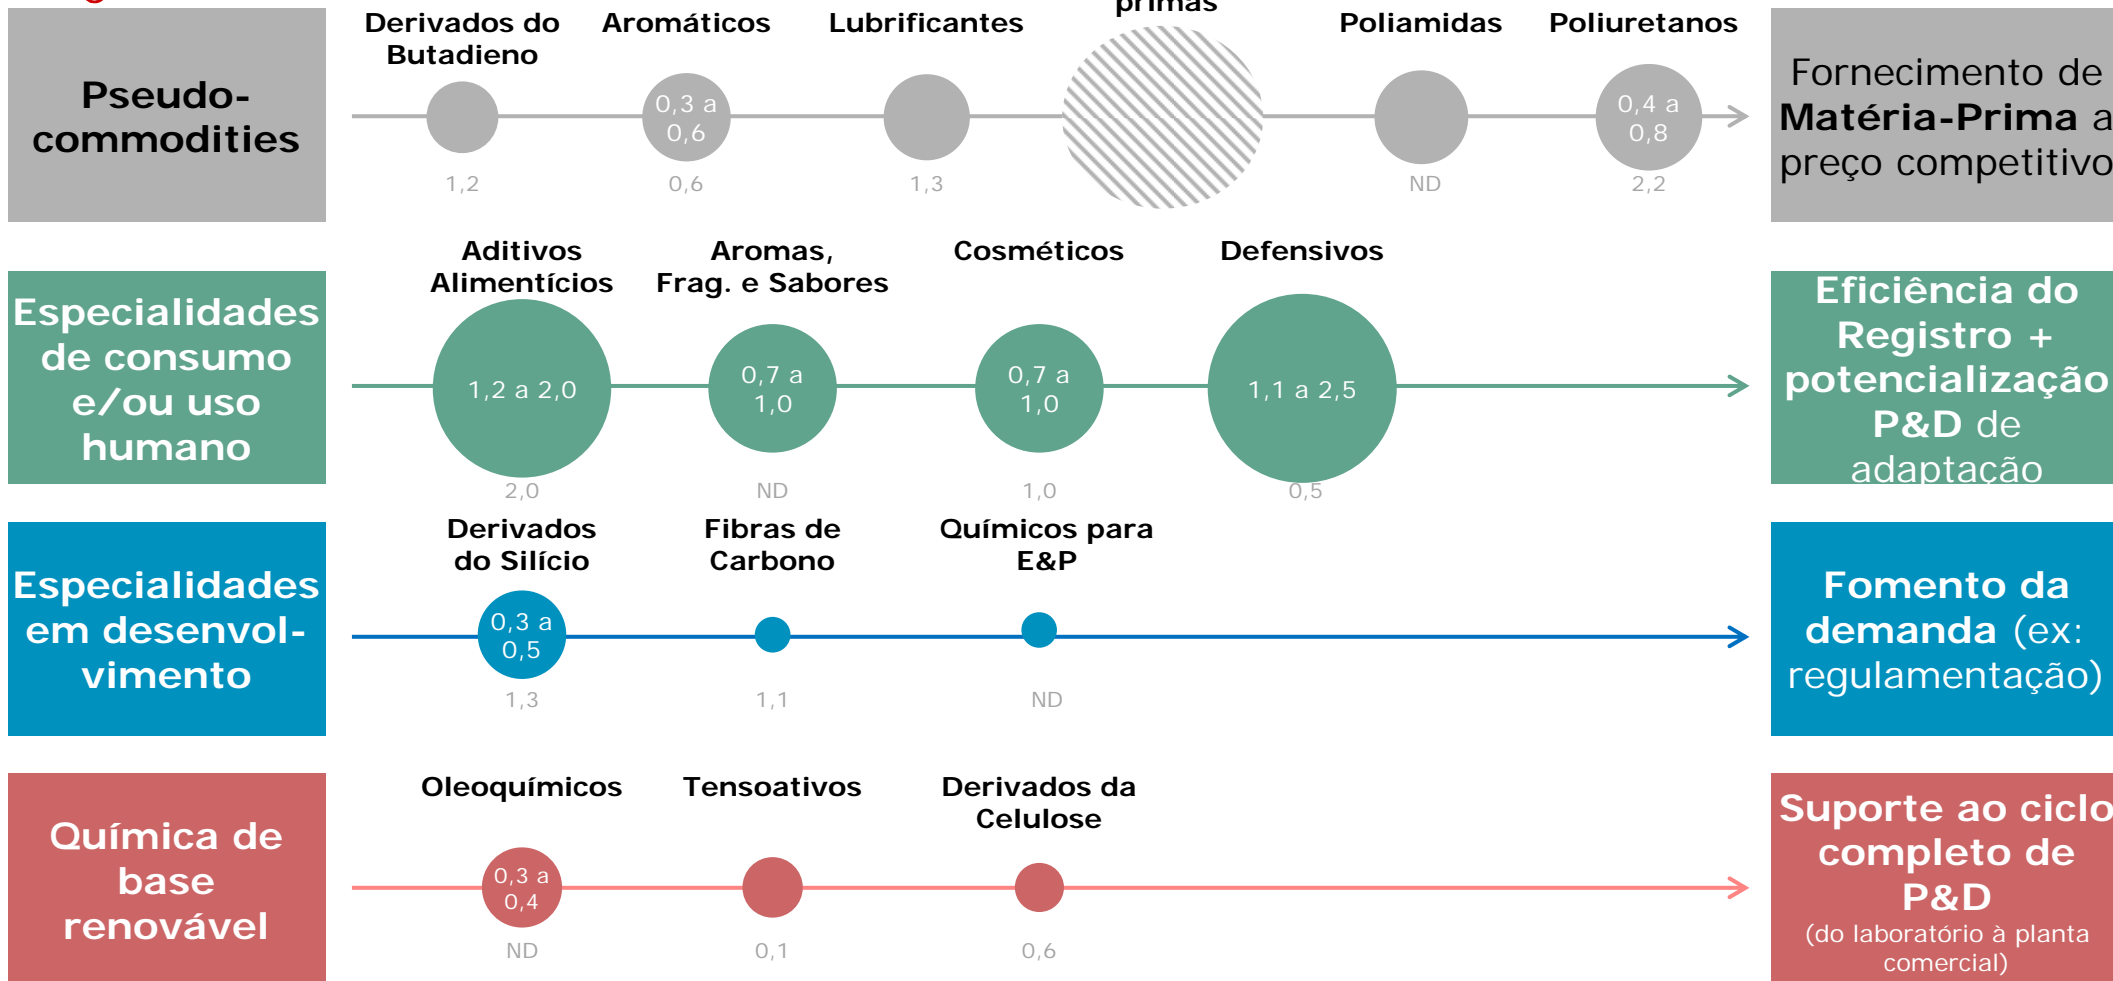 primas
Derivados do
Butadieno
Aromáticos
Lubrificantes
Poliamidas
Poliuretanos
Pseudo-
commodities
0,3 a
0,6
0,4 a
0,8
1,2
0,6
1,3
ND
2,2
Fornecimento de
Matéria-Prima a
preço competitivo
Aditivos
Alimentícios
Aromas,
Frag. e Sabores
Cosméticos
Defensivos
Especialidades
de consumo
e/ou uso
humano
1,2 a 2,0
0,7 a
1,0
0,7 a
1,0
1,1 a 2,5
2,0
ND
1,0
0,5
Eficiência do
Registro +
potencialização
P&D de
adaptação
Derivados
do Silício
Fibras de
Carbono
Químicos para
E&P
Especialidades
em desenvol-
vimento
0,3 a
0,5
1,3
1,1
ND
Fomento da
demanda (ex:
regulamentação)
Oleoquímicos
Tensoativos
Derivados da
Celulose
Química de
base
renovável
0,3 a
0,4
ND
0,1
0,6
Suporte ao ciclo
completo de
P&D
(do laboratório à planta
comercial)